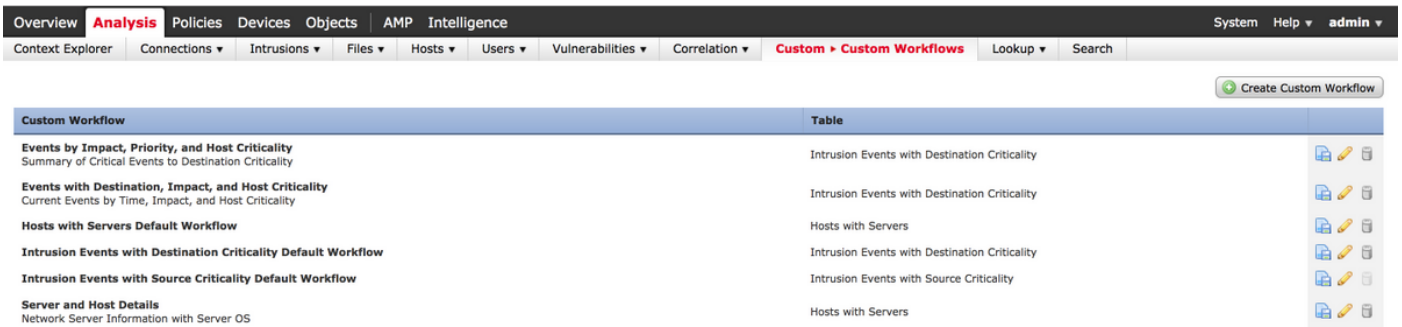 Overview Analysis Policies Devices Objects AMP Intelligence System Help admin
Context Explorer Connections Intrusions Files Hosts Users Vulnerabilities Correlation Custom Custom Workflows Lookup Search
Create Custom Workflow
Custom Workflow Table
Events by Impact, Priority, and Host Criticality
Summary of Critical Events to Destination Criticality
Intrusion Events with Destination Criticality
Events with Destination, Impact, and Host Criticality
Current Events by Time, Impact, and Host Criticality
Intrusion Events with Destination Criticality
Hosts with Servers Default Workflow Hosts with Servers
Intrusion Events with Destination Criticality Default Workflow Intrusion Events with Destination Criticality
Intrusion Events with Source Criticality Default Workflow Intrusion Events with Source Criticality
Server and Host Details
Network Server Information with Server OS
Hosts with Servers